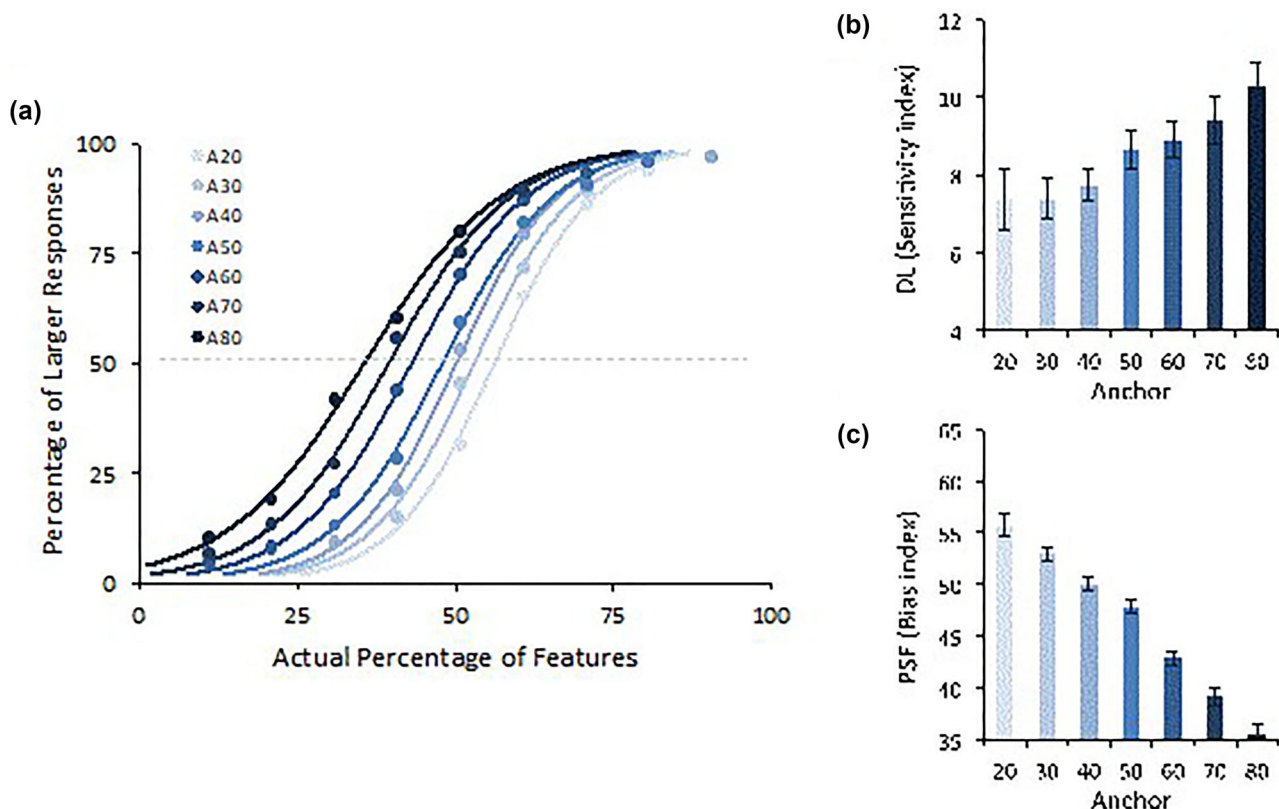 (a)
Percentage of Larger Responses
100
75
50
25
0
A20
A30
A40
A50
A60
A70
A80
0 25 50 75 100
Actual Percentage of Features
(b)
DL (Sensitivity index)
12
10
8
6
4
20 30 40 50 60 70 80
Anchor
(c)
PSE (Bias index)
65
60
55
50
45
40
35
20 30 40 50 60 70 80
Anchor